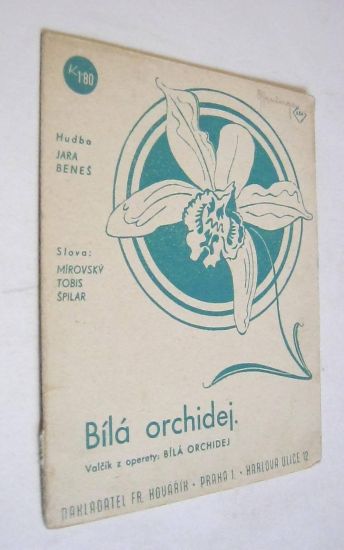 K 1·80
Hudba
JARA
BENEŠ
Slova:
MÍROVSKÝ
TOBIS
ŠPILAR
Bílá orchidej.
Valčík z operety: BÍLÁ ORCHIDEJ
NAKLADATEL FR. KOVÁŘÍK • PRAHA I. • KARLOVA ULICE 12